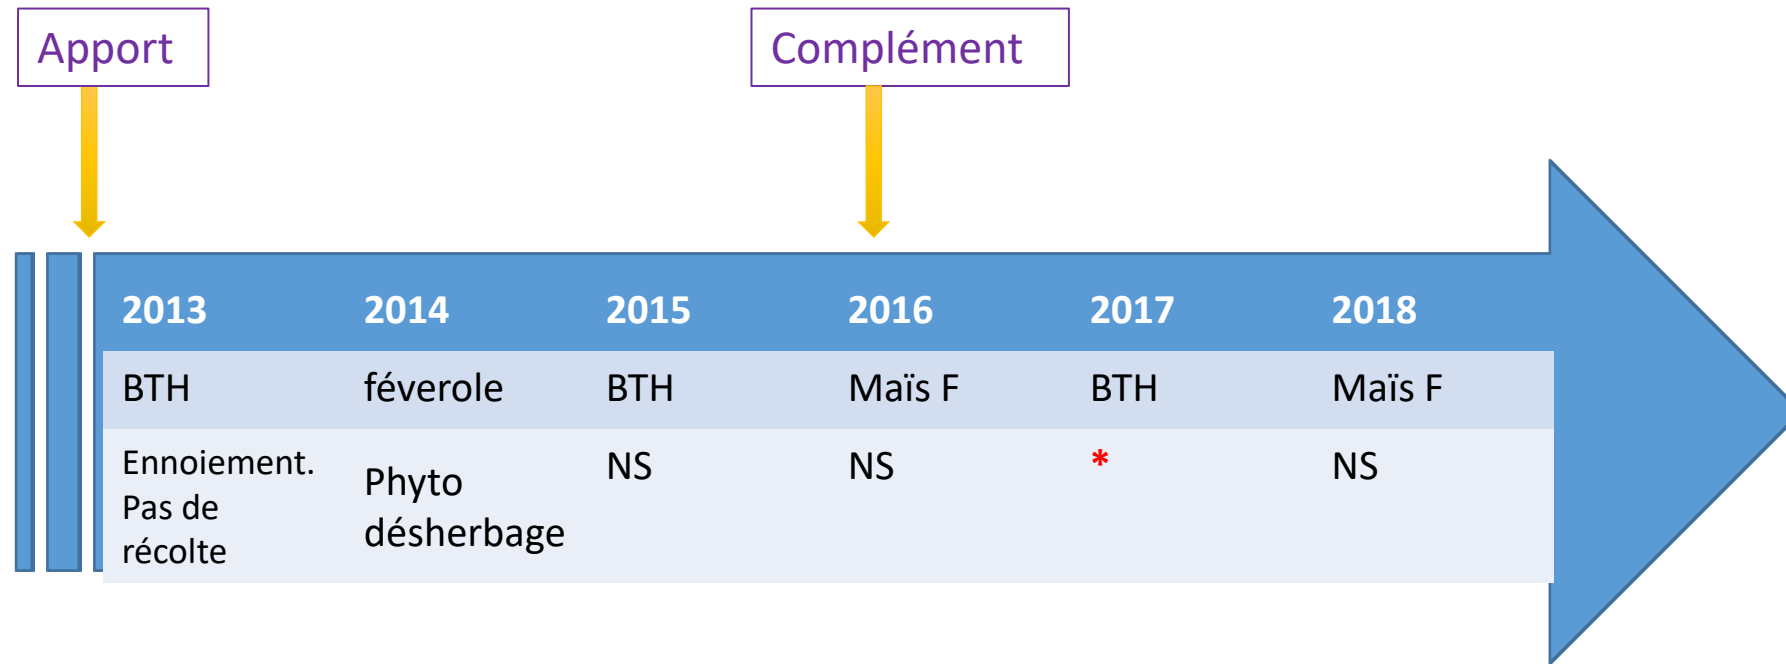 Apport
Complément
2013 2014 2015 2016 2017 2018
BTH féverole BTH Maïs F BTH Maïs F
Ennoiement.
Pas de
récolte
Phyto
désherbage
NS NS * NS